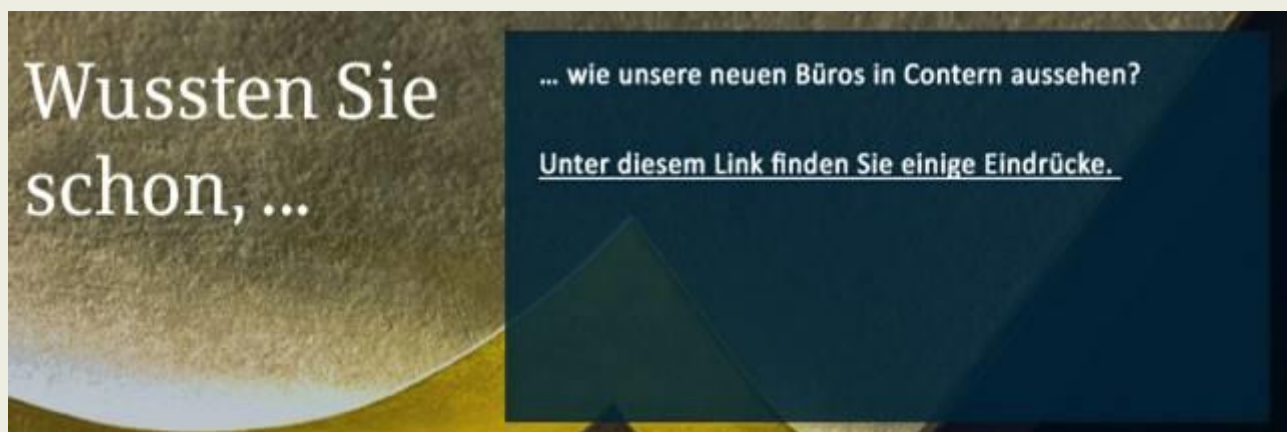 Wussten Sie
schon, ...
... wie unsere neuen Büros in Contern aussehen?
Unter diesem Link finden Sie einige Eindrücke.